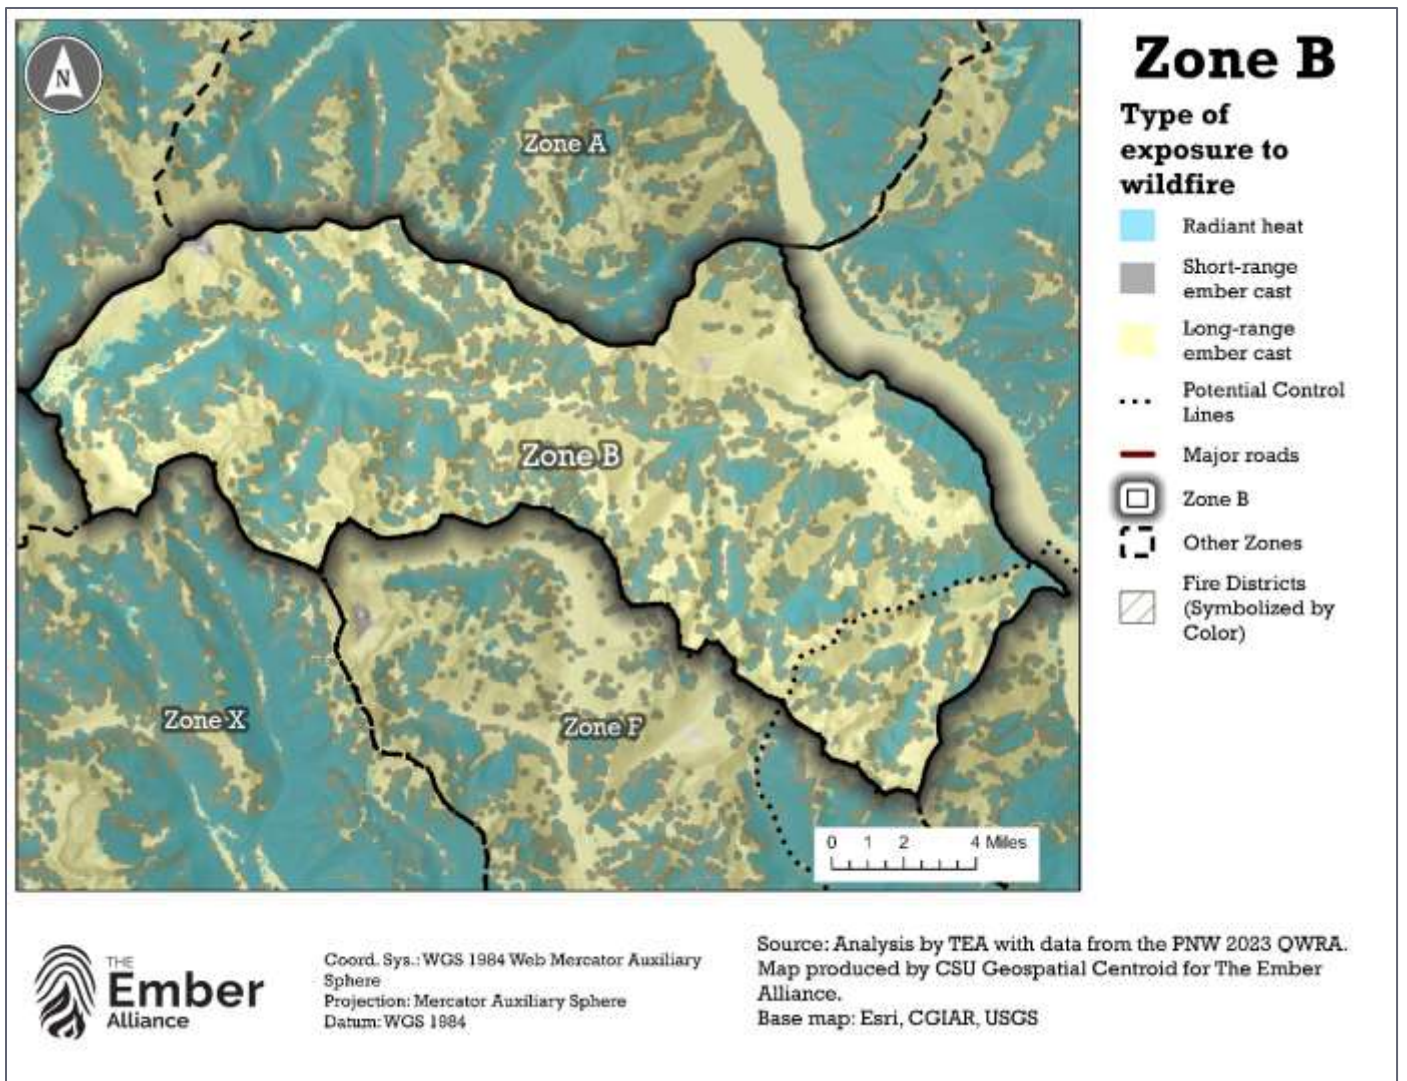 N
Zone A
Zone B
Zone X
Zone F
0 1 2 4 Miles
Zone B
Type of
exposure to
wildfire
Radiant heat
Short-range
ember cast
Long-range
ember cast
Potential Control
Lines
Major roads
Zone B
Other Zones
Fire Districts
(Symbolized by
Color)
THE
Ember
Alliance
Coord. Sys.: WGS 1984 Web Mercator Auxiliary
Sphere
Projection: Mercator Auxiliary Sphere
Datum: WGS 1984
Source: Analysis by TEA with data from the PNW 2023 QWRA.
Map produced by CSU Geospatial Centroid for The Ember
Alliance.
Base map: Esri, CGIAR, USGS